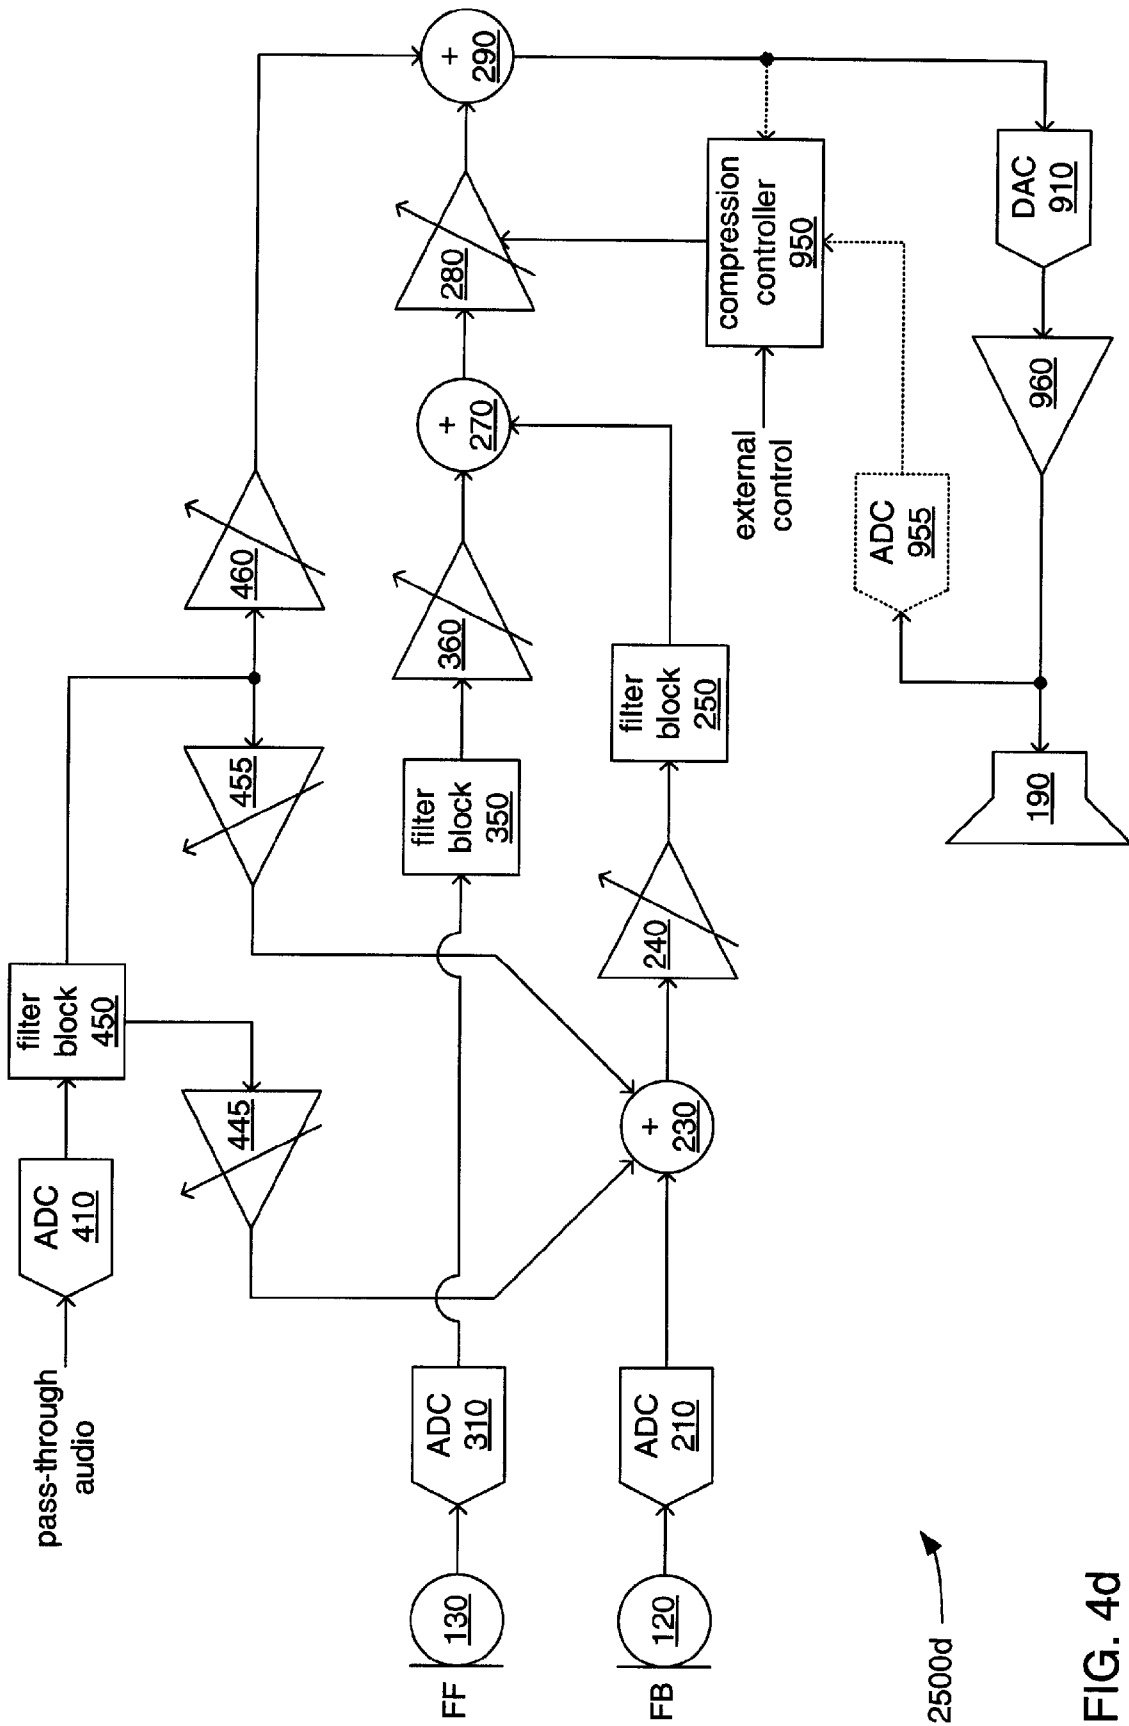 pass-through
audio
ADC
410
filter
block
450
445
455
460
FF
130
ADC
310
filter
block
350
360
+
270
280
+
290
FB
120
ADC
210
+
230
240
filter
block
250
external
control
compression
controller
950
ADC
955
190
960
DAC
910
2500d
FIG. 4d